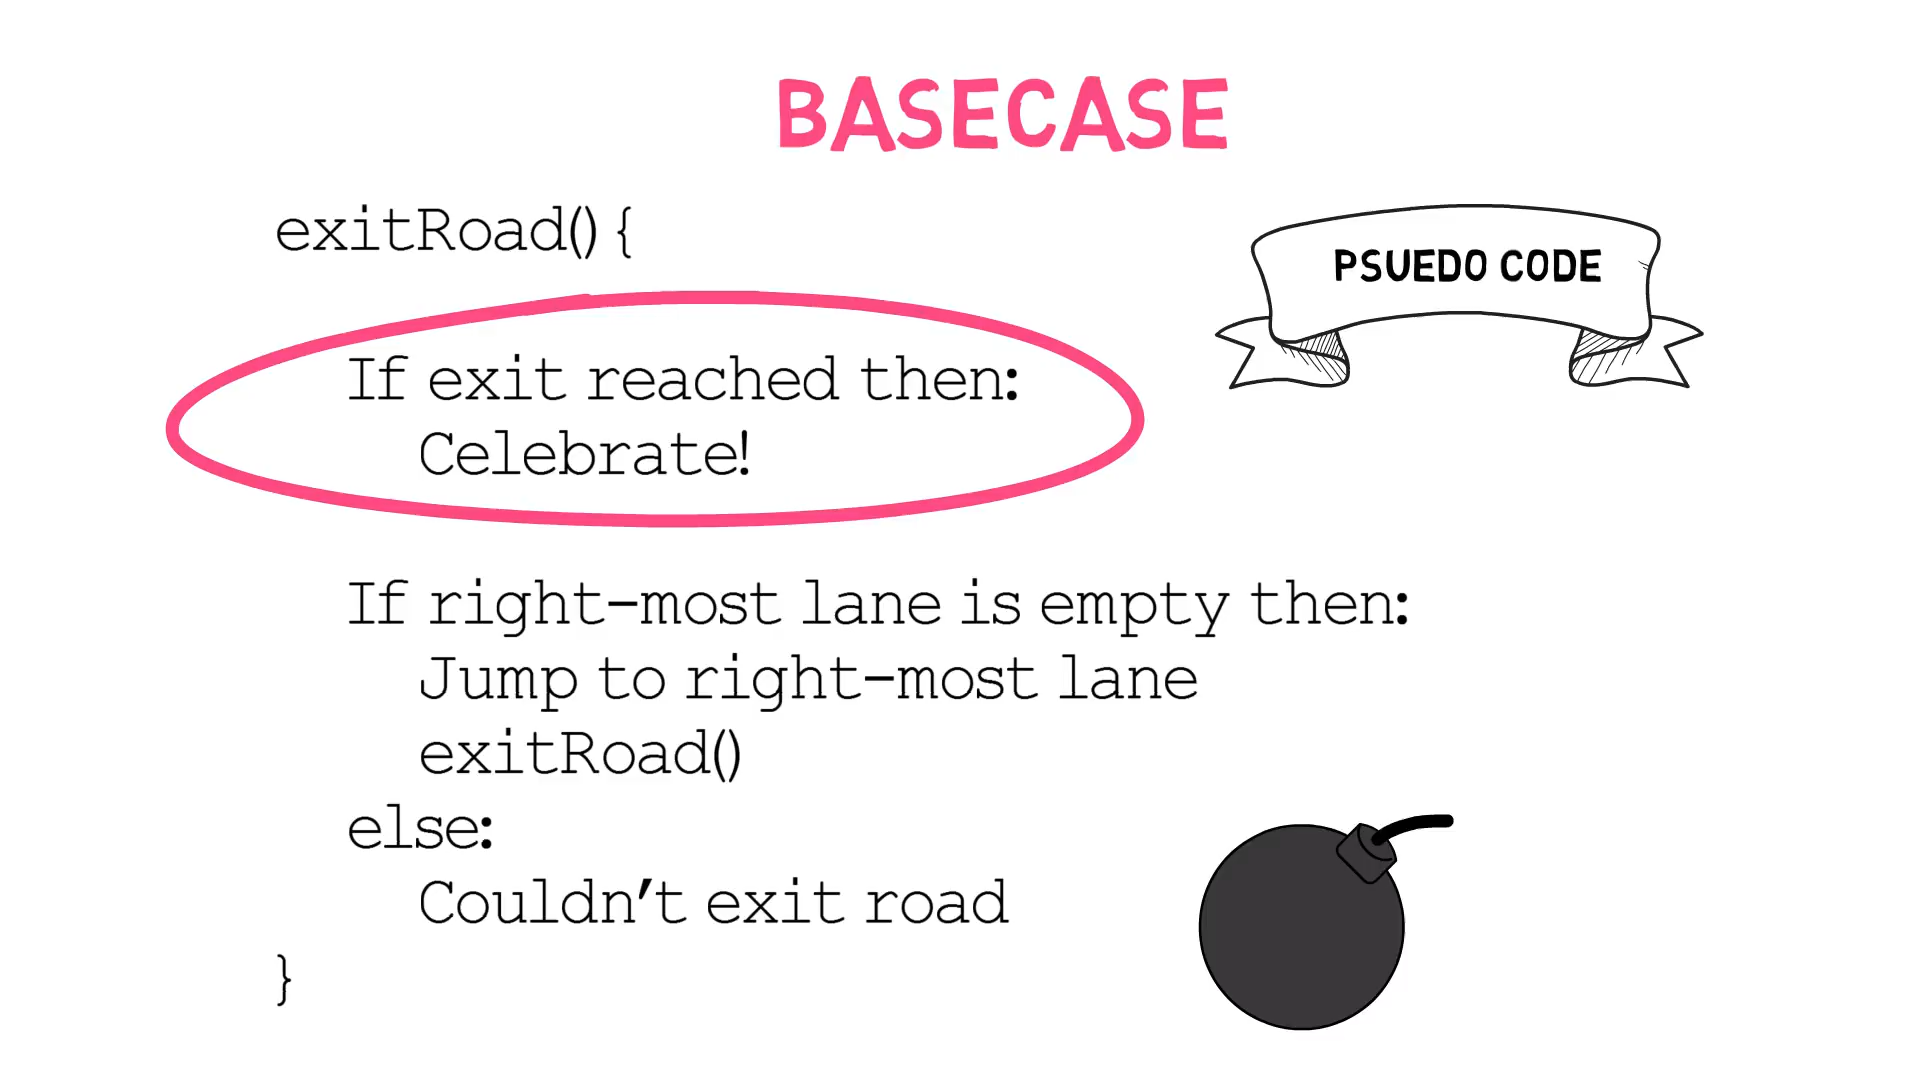 BASECASE
exitRoad(){
PSUEDO CODE
If exit reached then:
Celebrate!
If right-most lane is empty then:
Jump to right-most lane
exitRoad()
else:
Couldn't exit road
}